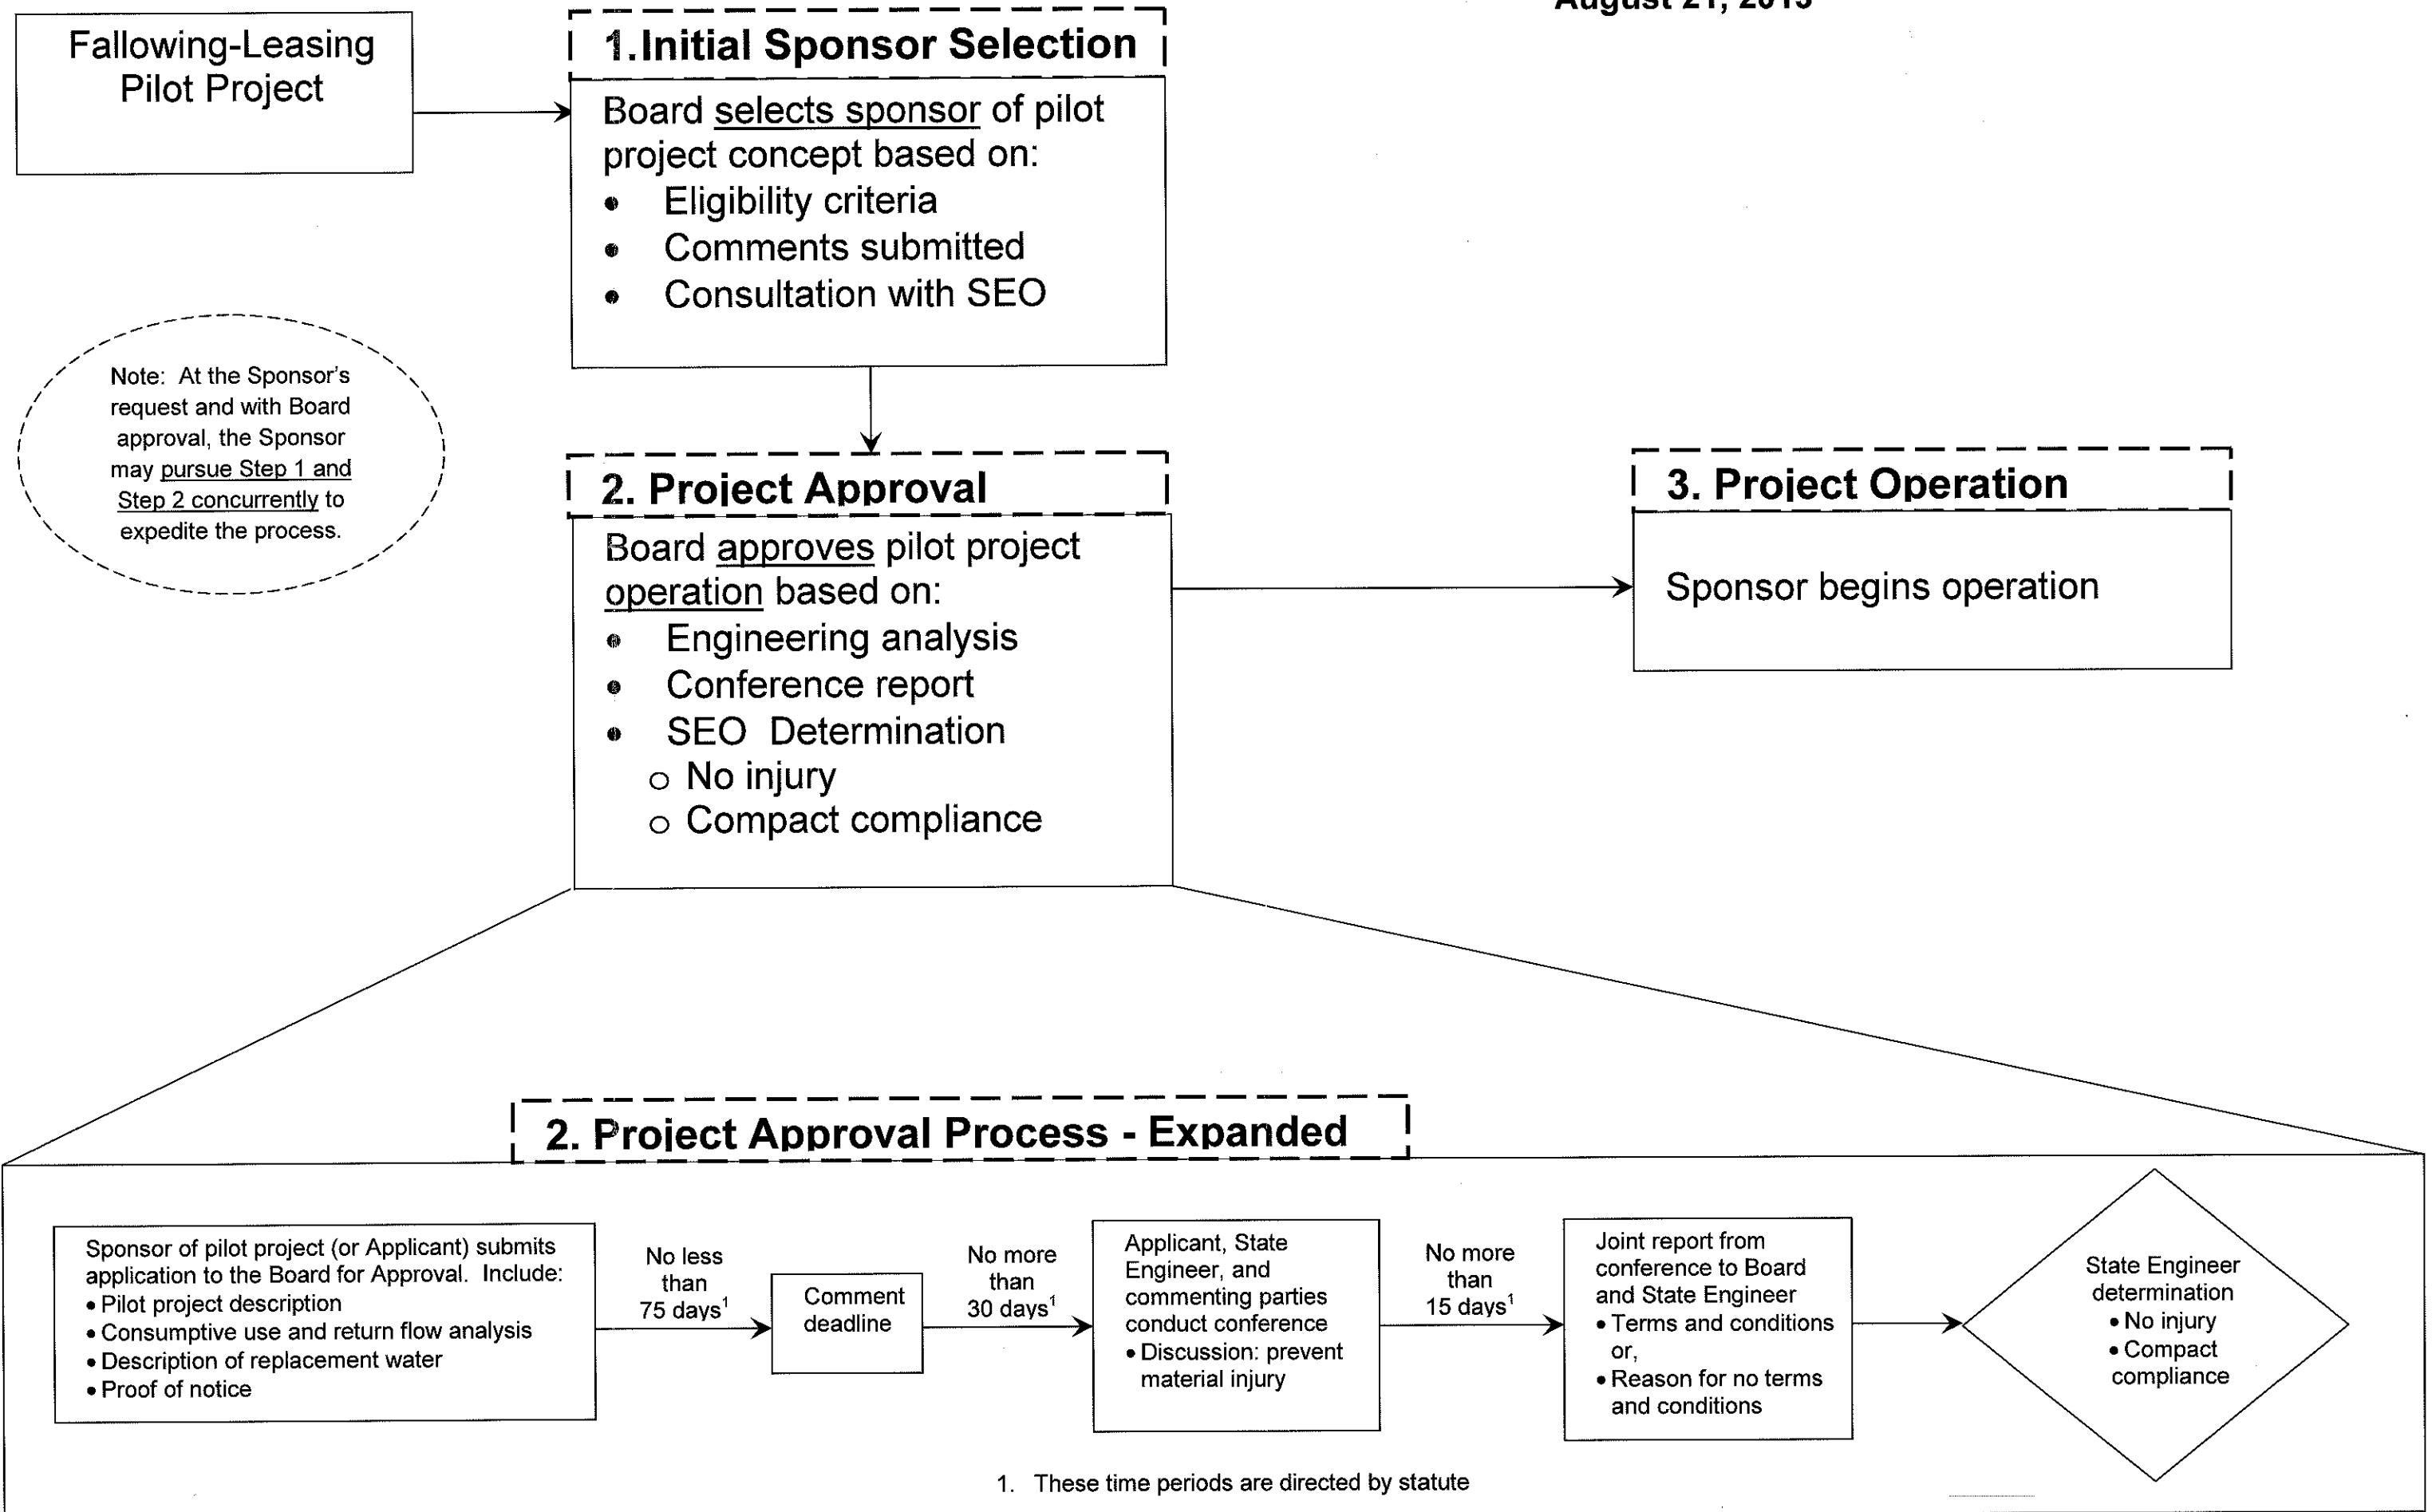 August 21, 2013
Fallowing-Leasing
Pilot Project
1.Initial Sponsor Selection
Board selects sponsor of pilot
project concept based on:
• Eligibility criteria
• Comments submitted
• Consultation with SEO
Note: At the Sponsor's
request and with Board
approval, the Sponsor
may pursue Step 1 and
Step 2 concurrently to
expedite the process.
2. Project Approval
Board approves pilot project
operation based on:
• Engineering analysis
• Conference report
• SEO Determination
o No injury
o Compact compliance
3. Project Operation
Sponsor begins operation
2. Project Approval Process - Expanded
Sponsor of pilot project (or Applicant) submits
application to the Board for Approval. Include:
• Pilot project description
• Consumptive use and return flow analysis
• Description of replacement water
• Proof of notice
No less
than
75 days¹
Comment
deadline
No more
than
30 days¹
Applicant, State
Engineer, and
commenting parties
conduct conference
• Discussion: prevent
material injury
No more
than
15 days¹
Joint report from
conference to Board
and State Engineer
• Terms and conditions
or,
• Reason for no terms
and conditions
State Engineer
determination
• No injury
• Compact
compliance
1. These time periods are directed by statute